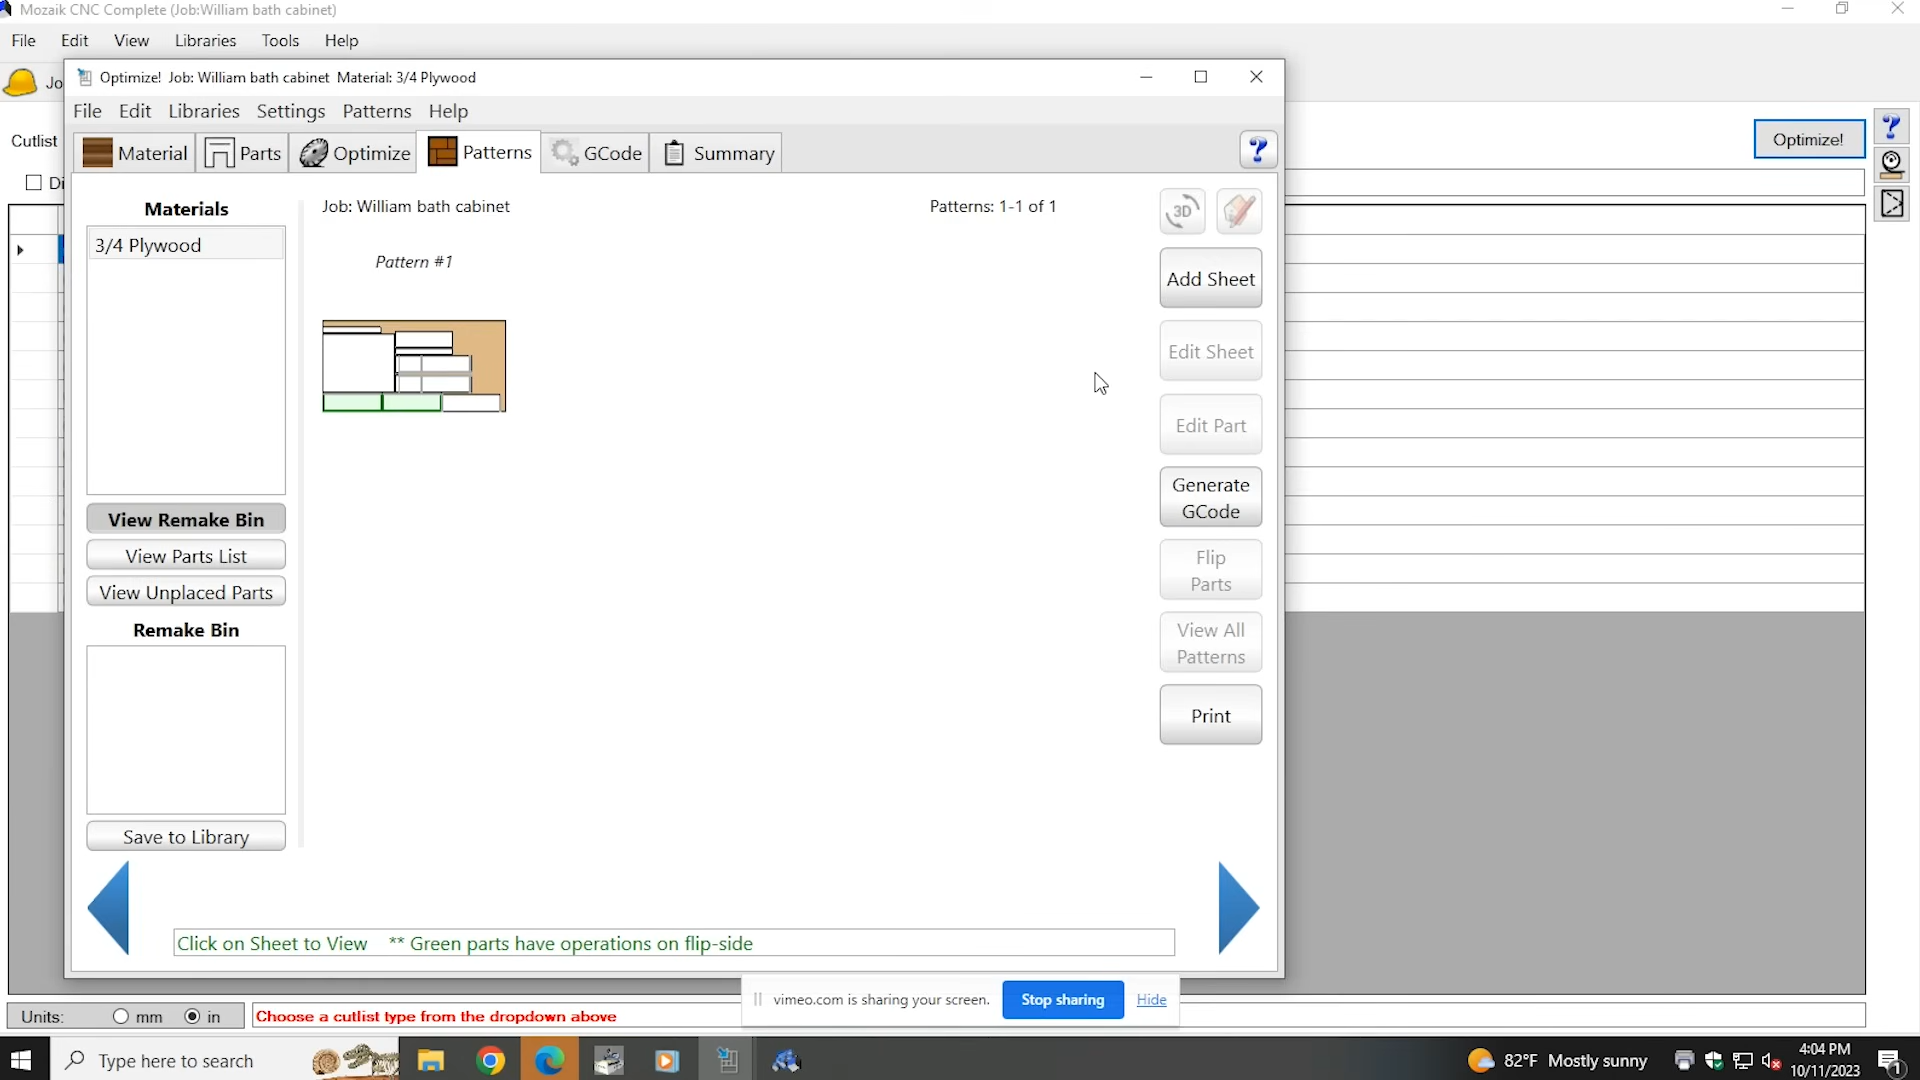 Mozaik CNC Complete (Job:William bath cabinet)
File Edit View Libraries Tools Help
Jo
Optimize! Job: William bath cabinet Material: 3/4 Plywood
File Edit Libraries Settings Patterns Help
Cutlist
Optimize!
?
Material Parts Optimize Patterns GCode Summary
?
Di
Materials
Job: William bath cabinet
Patterns: 1-1 of 1
3D
3/4 Plywood
Pattern #1
Add Sheet
Edit Sheet
Edit Part
Generate
GCode
View Remake Bin
View Parts List
View Unplaced Parts
Flip
Parts
Remake Bin
View All
Patterns
Print
Save to Library
Click on Sheet to View ** Green parts have operations on flip-side
vimeo.com is sharing your screen. Stop sharing Hide
Units: mm in
Choose a cutlist type from the dropdown above
Type here to search
82°F Mostly sunny
4:04 PM
10/11/2023
1